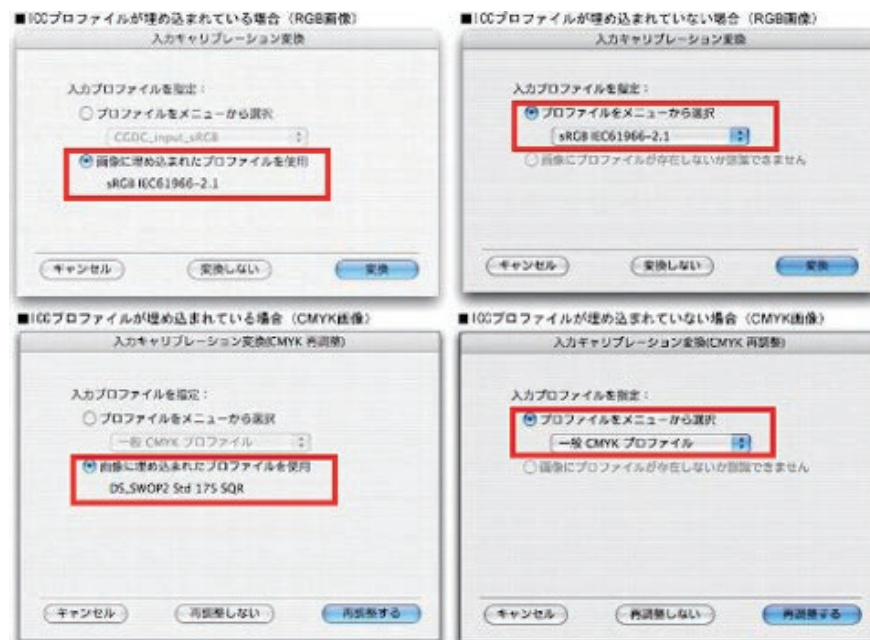 ■ICCプロファイルが埋め込まれている場合（RGB画像）
入力キャリブレーション変換
入力プロファイルを指定：
プロファイルをメニューから選択
CGDC_input_sRGB
画像に埋め込まれたプロファイルを使用
sRGB IEC61966-2.1
キャンセル
変換しない
変換
■ICCプロファイルが埋め込まれていない場合（RGB画像）
入力キャリブレーション変換
入力プロファイルを指定：
プロファイルをメニューから選択
sRGB IEC61966-2.1
画像にプロファイルが存在しないか認識できません
キャンセル
変換しない
変換
■ICCプロファイルが埋め込まれている場合（CMYK画像）
入力キャリブレーション変換(CMYK 再調整)
入力プロファイルを指定：
プロファイルをメニューから選択
一般 CMYK プロファイル
画像に埋め込まれたプロファイルを使用
DS_SWOP2 Std 175 SQR
キャンセル
再調整しない
再調整する
■ICCプロファイルが埋め込まれていない場合（CMYK画像）
入力キャリブレーション変換(CMYK 再調整)
入力プロファイルを指定：
プロファイルをメニューから選択
一般 CMYK プロファイル
画像にプロファイルが存在しないか認識できません
キャンセル
再調整しない
再調整する